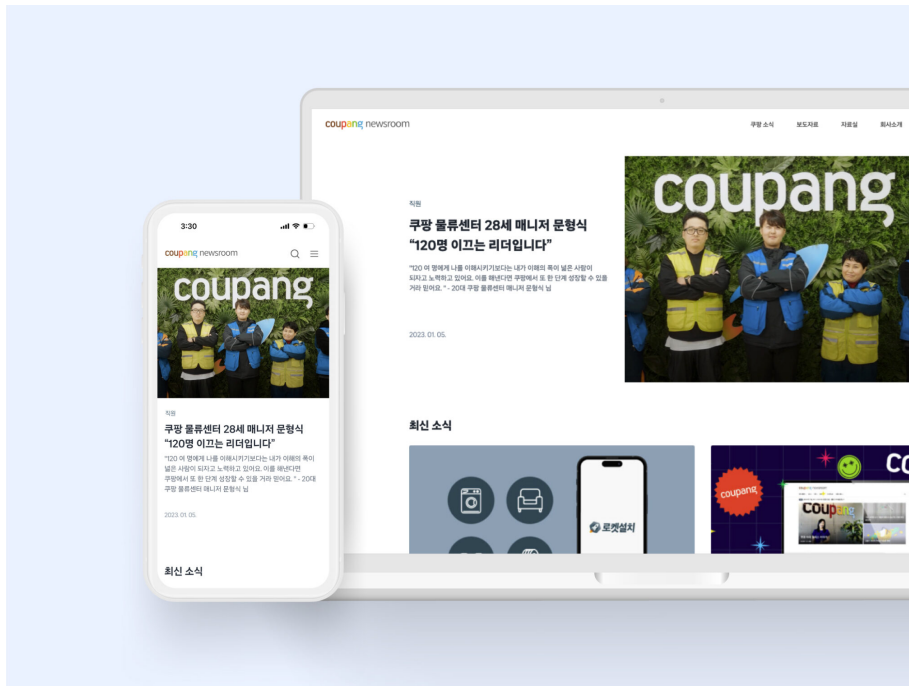 coupang newsroom
쿠팡 소식
보도자료
자료실
회사소개
직원
쿠팡 물류센터 28세 매니저 문형식
“120명 이끄는 리더입니다”
“120 여 명에게 나를 이해시키기보다는 내가 이해의 폭이 넓은 사람이
되자고 노력하고 있어요. 이를 해낸다면 쿠팡에서 또 한 단계 성장할 수 있을
거라 믿어요. ” - 20대 쿠팡 물류센터 매니저 문형식 님
2023. 01. 05.
coupang
최신 소식
로켓설치
coupang
co
coupang
3:30
coupang newsroom
coupang
직원
쿠팡 물류센터 28세 매니저 문형식
“120명 이끄는 리더입니다”
“120 여 명에게 나를 이해시키기보다는 내가 이해의 폭이
넓은 사람이 되자고 노력하고 있어요. 이를 해낸다면
쿠팡에서 또 한 단계 성장할 수 있을 거라 믿어요. ” - 20대
쿠팡 물류센터 매니저 문형식 님
2023. 01. 05.
최신 소식